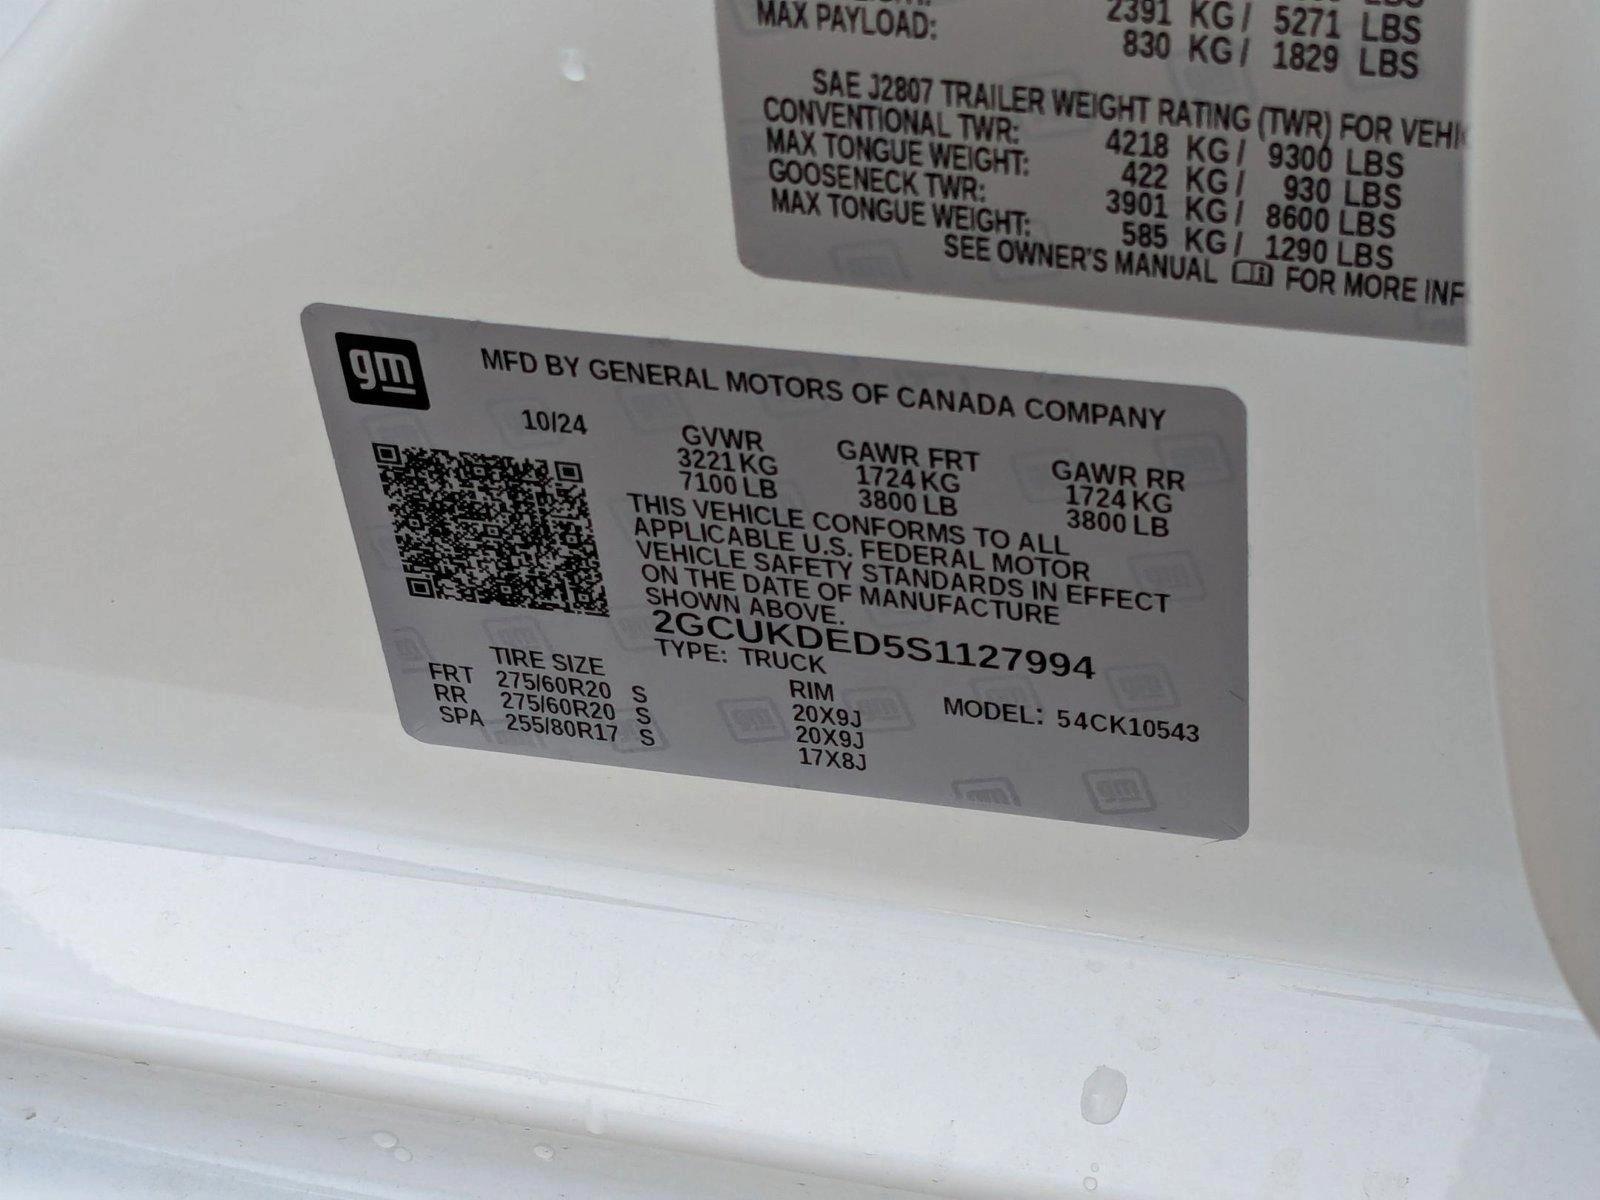 2391 KG / 5271 LBS
MAX PAYLOAD: 830 KG / 1829 LBS
SAE J2807 TRAILER WEIGHT RATING (TWR) FOR
CONVENTIONAL TWR: 4218 KG / 9300 LBS
MAX TONGUE WEIGHT: 422 KG / 930 LBS
GOOSENECK TWR: 3901 KG / 8600 LBS
MAX TONGUE WEIGHT: 585 KG / 1290 LBS
SEE OWNER'S MANUAL FOR MORE INF
gm
MFD BY GENERAL MOTORS OF CANADA COMPANY
10/24
GVWR GAWR FRT GAWR RR
3221 KG 1724 KG 1724 KG
7100 LB 3800 LB 3800 LB
THIS VEHICLE CONFORMS TO ALL
APPLICABLE U.S. FEDERAL MOTOR
VEHICLE SAFETY STANDARDS IN EFFECT
ON THE DATE OF MANUFACTURE
SHOWN ABOVE.
2GCUKDED5S1127994
TYPE: TRUCK
TIRE SIZE RIM MODEL: 54CK10543
FRT 275/60R20 S 20X9J
RR 275/60R20 S 20X9J
SPA 255/80R17 S 17X8J